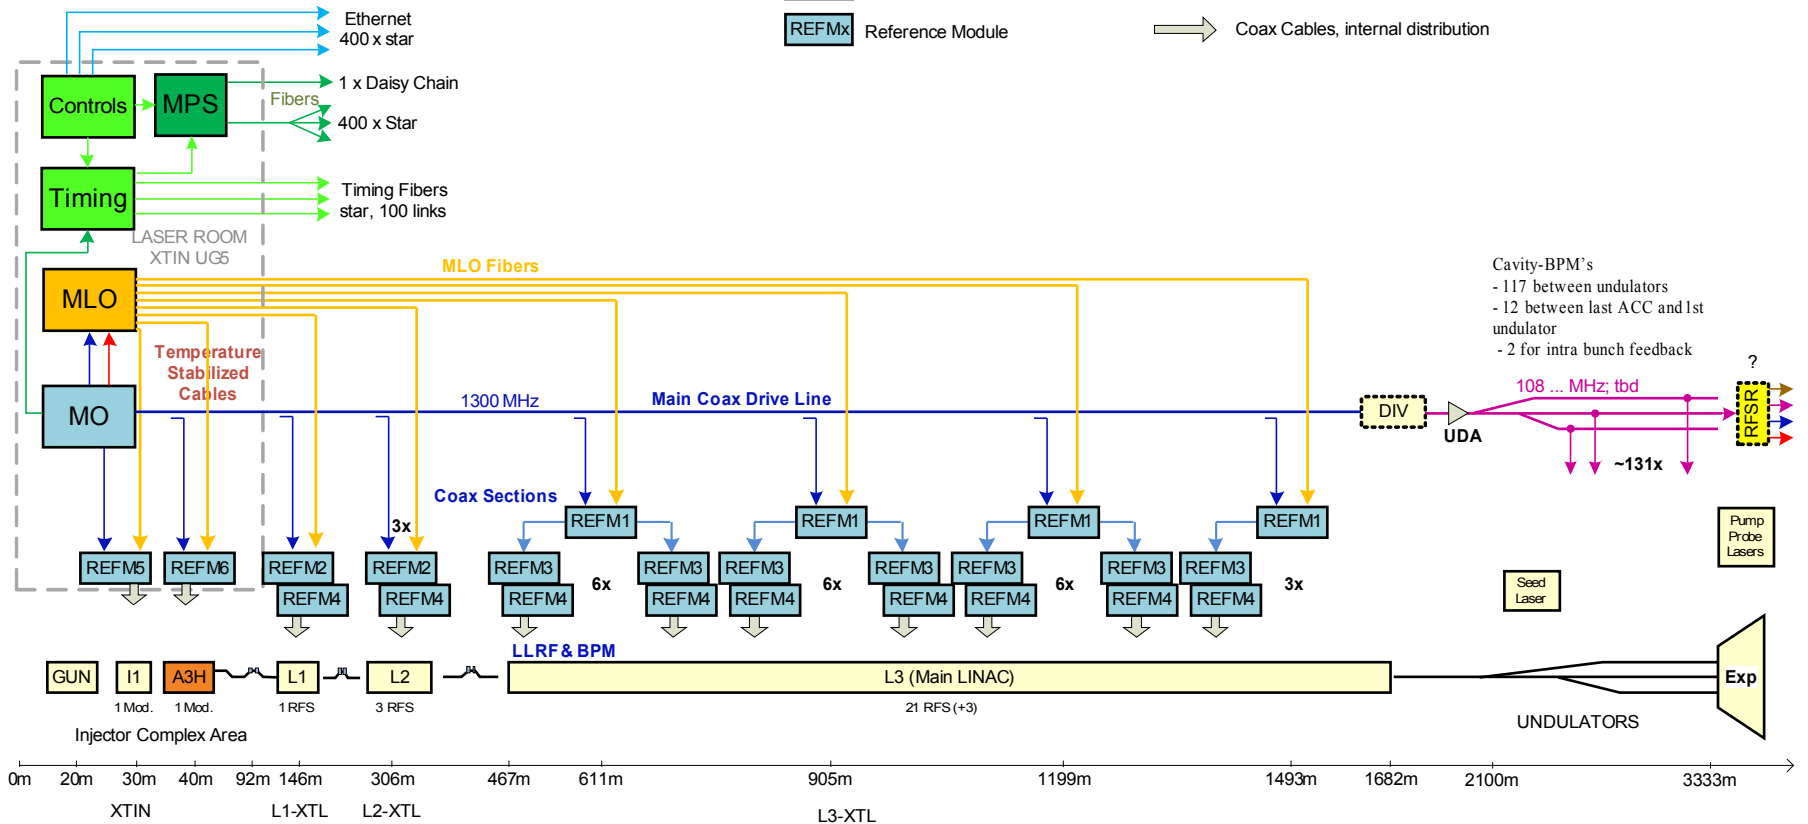 Ethernet
400 x star
REFMx
Reference Module
Coax Cables, internal distribution
Controls
MPS
1 x Daisy Chain
Fibers
400 x Star
Timing
Timing Fibers
star, 100 links
LASER ROOM
XTIN UG5
MLO
MLO Fibers
Cavity-BPM's
- 117 between undulators
- 12 between last ACC and 1st
undulator
- 2 for intra bunch feedback
Temperature
Stabilized
Cables
MO
1300 MHz
Main Coax Drive Line
DIV
UDA
108 ... MHz; tbd
?
RFSR
~131x
Coax Sections
3x
REFM1
REFM1
REFM1
REFM1
REFM5
REFM6
REFM2
REFM4
REFM2
REFM4
REFM3
REFM4
6x
REFM3
REFM4
REFM3
REFM4
6x
REFM3
REFM4
REFM3
REFM4
6x
REFM3
REFM4
REFM3
REFM4
3x
Pump
Probe
Lasers
Seed
Laser
LLRF & BPM
GUN
I1
A3H
L1
L2
L3 (Main LINAC)
Exp
1 Mod.
1 Mod.
1 RFS
3 RFS
21 RFS (+3)
UNDULATORS
Injector Complex Area
0m
20m
30m
40m
92m
146m
306m
467m
611m
905m
1199m
1493m
1682m
2100m
3333m
XTIN
L1-XTL
L2-XTL
L3-XTL